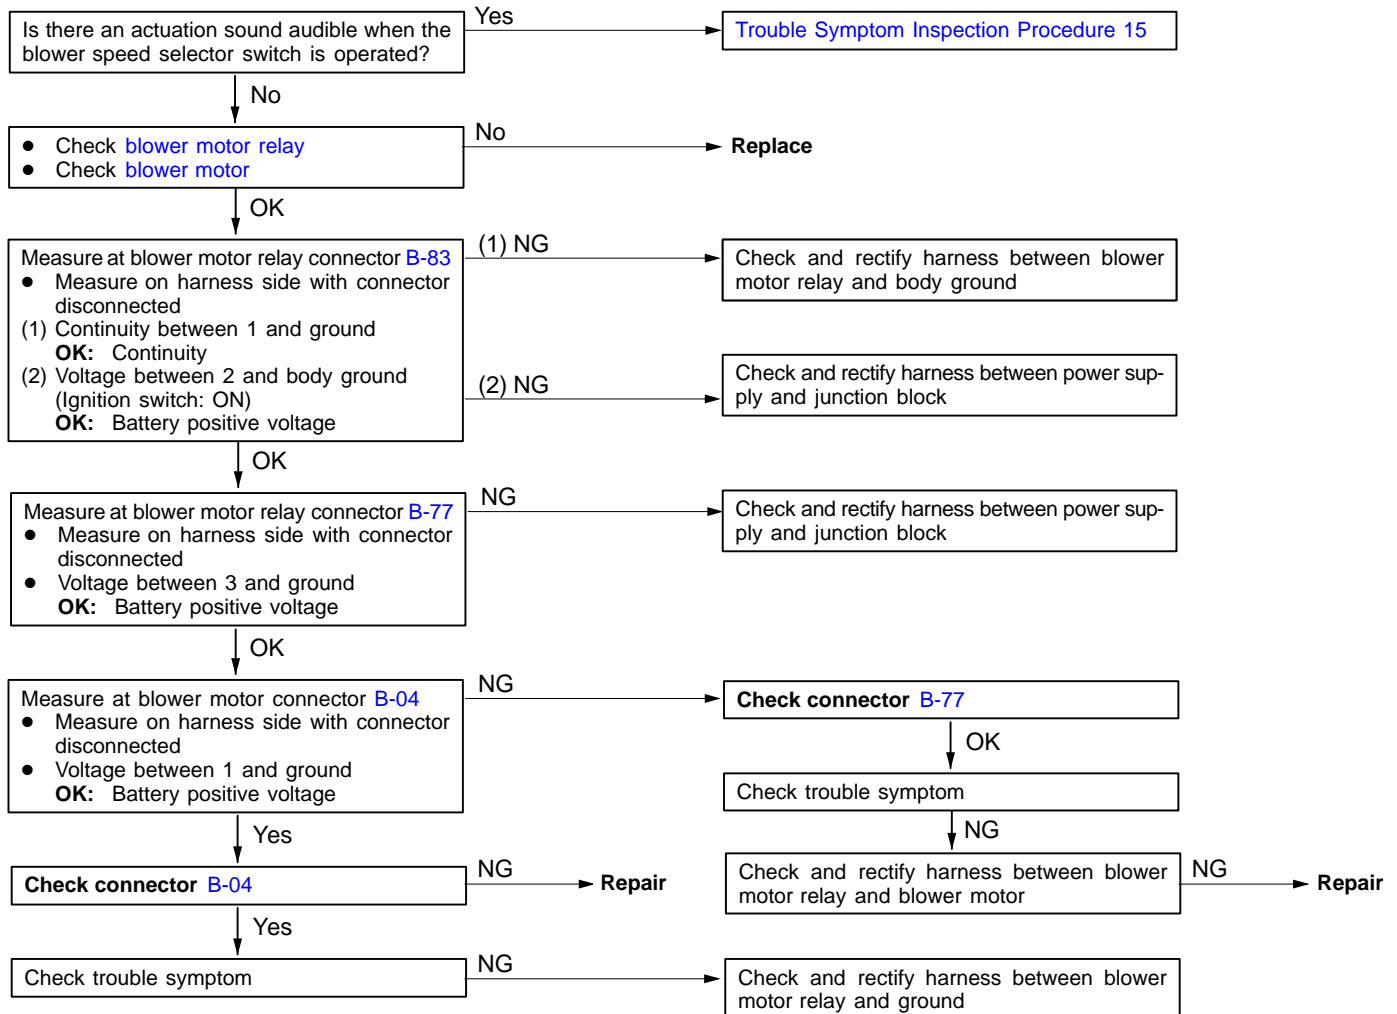 Is there an actuation sound audible when the
blower speed selector switch is operated?
Yes
Trouble Symptom Inspection Procedure 15
No
● Check blower motor relay
● Check blower motor
No
Replace
OK
Measure at blower motor relay connector B-83
● Measure on harness side with connector
disconnected
(1) Continuity between 1 and ground
OK: Continuity
(2) Voltage between 2 and body ground
(Ignition switch: ON)
OK: Battery positive voltage
(1) NG
Check and rectify harness between blower
motor relay and body ground
(2) NG
Check and rectify harness between power sup-
ply and junction block
OK
Measure at blower motor relay connector B-77
● Measure on harness side with connector
disconnected
● Voltage between 3 and ground
OK: Battery positive voltage
NG
Check and rectify harness between power sup-
ply and junction block
OK
Measure at blower motor connector B-04
● Measure on harness side with connector
disconnected
● Voltage between 1 and ground
OK: Battery positive voltage
NG
Check connector B-77
OK
Check trouble symptom
NG
Check and rectify harness between blower
motor relay and blower motor
NG
Repair
Yes
Check connector B-04
NG
Repair
Yes
Check trouble symptom
NG
Check and rectify harness between blower
motor relay and ground